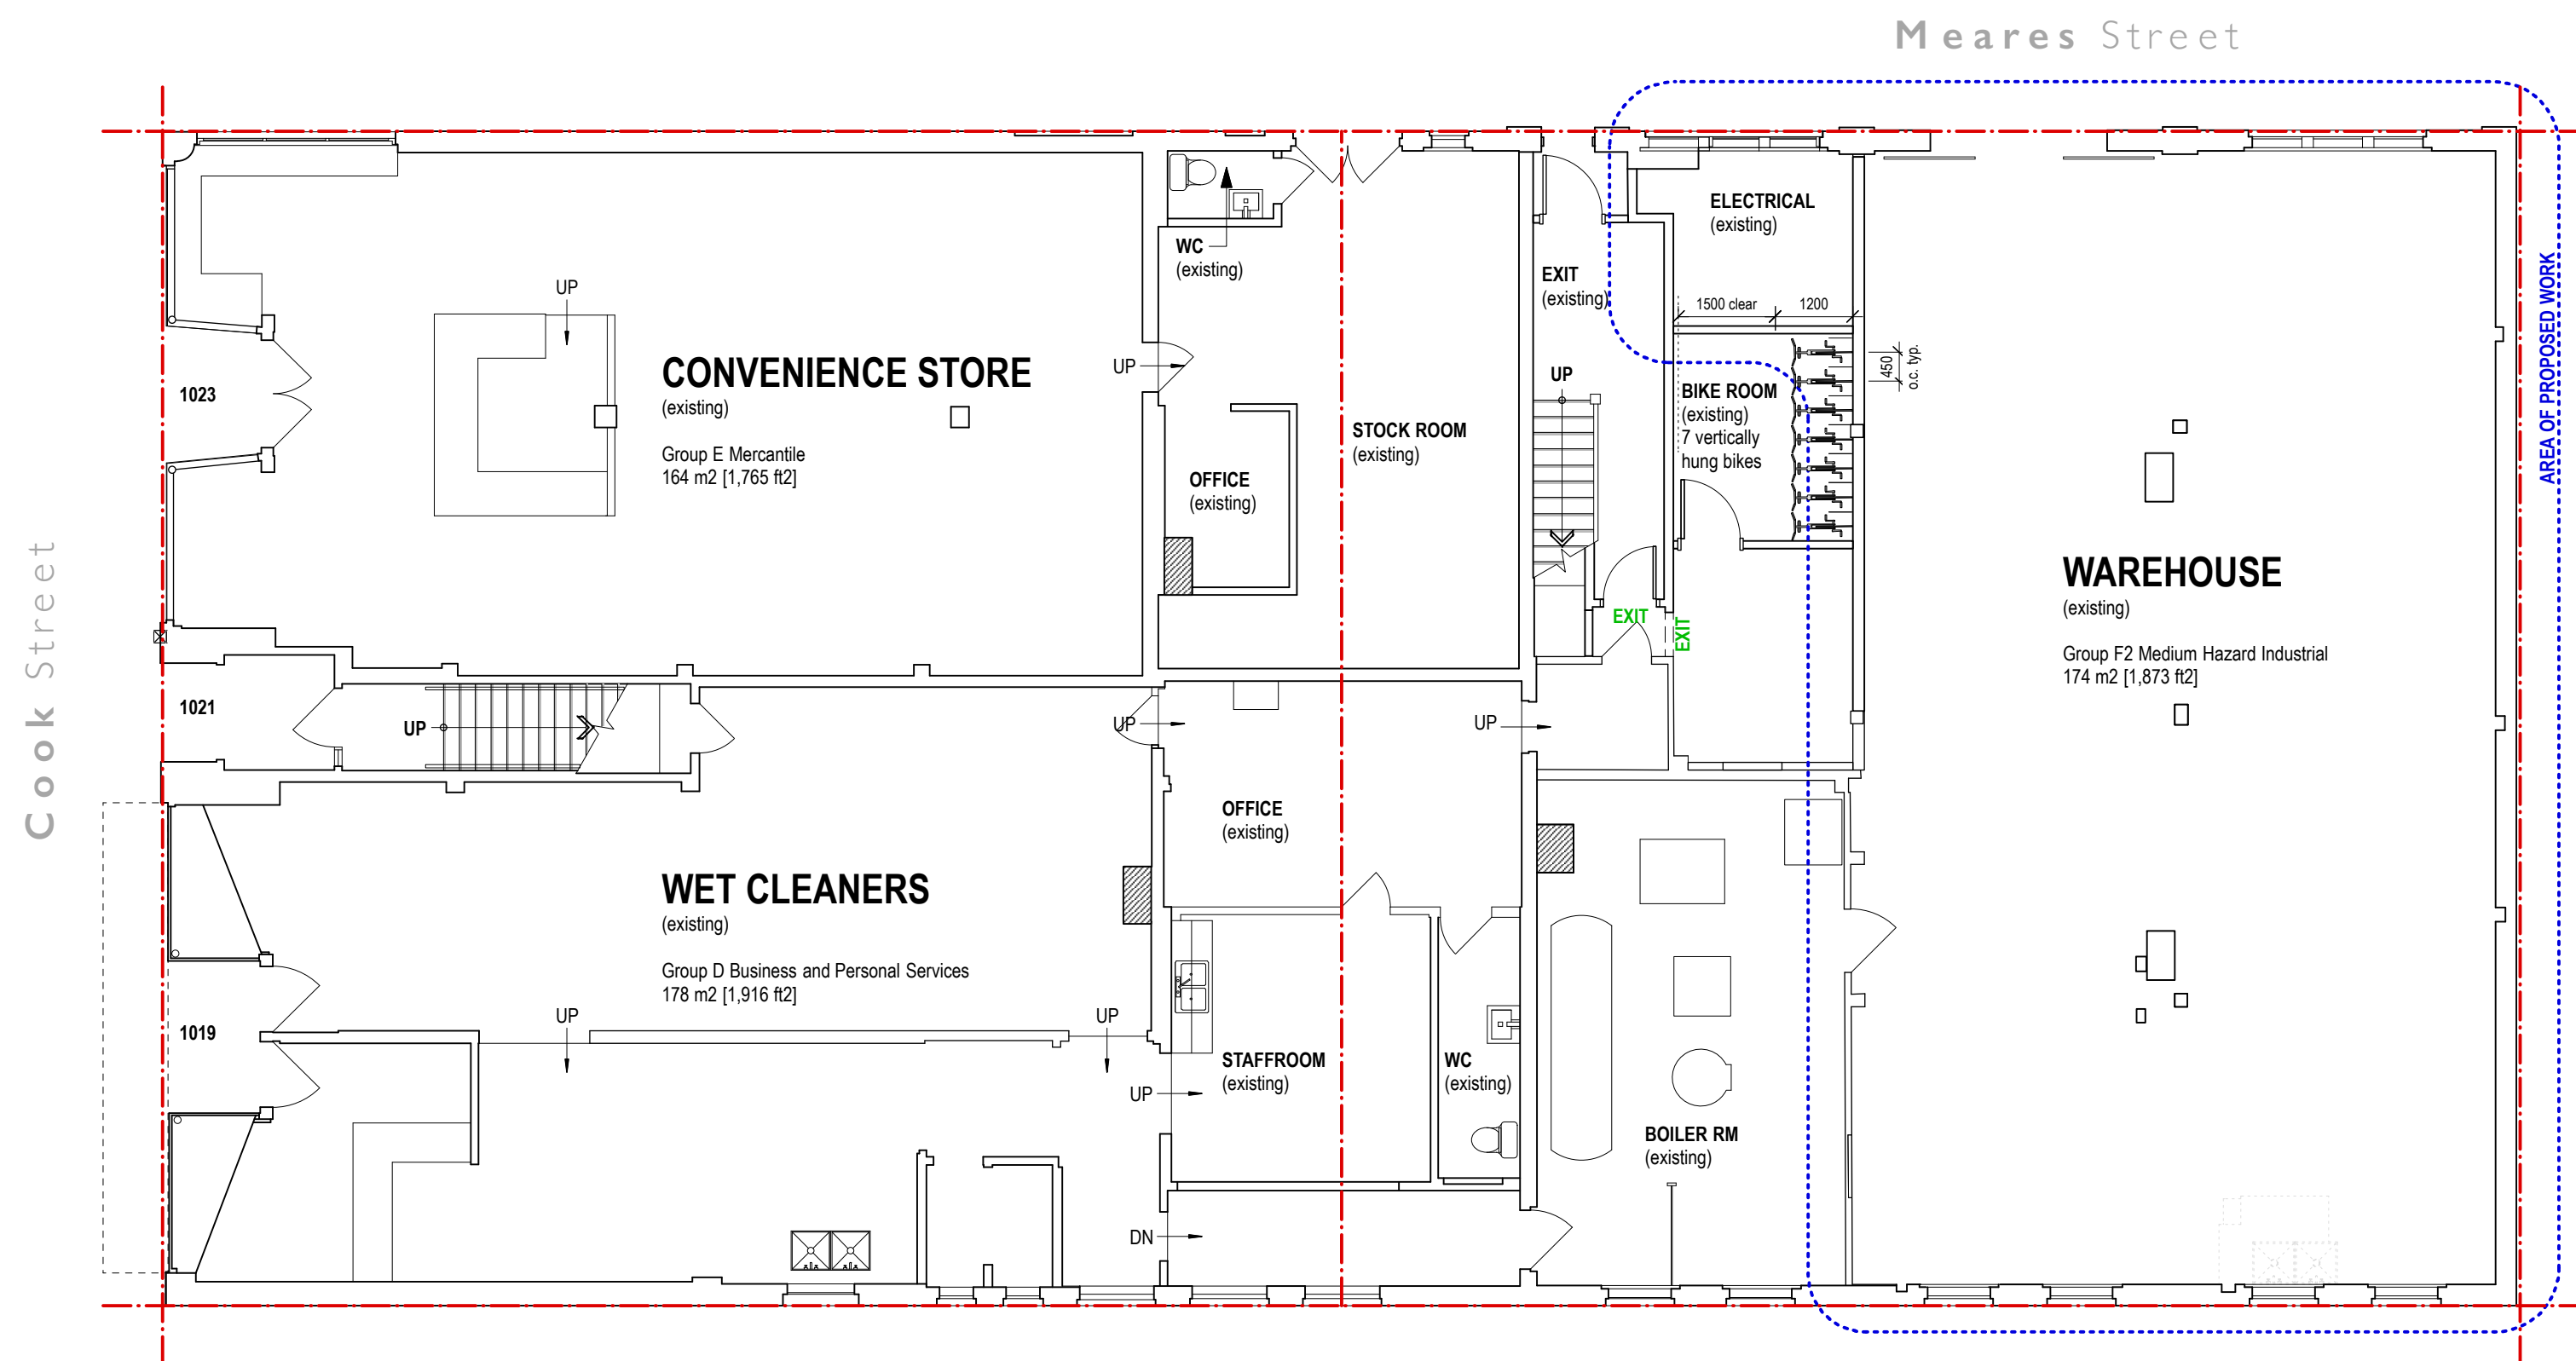 Meares Street
Cook Street
AREA OF PROPOSED WORK
ELECTRICAL
(existing)
WC
(existing)
EXIT
(existing)
UP
1500 clear
1200
UP
CONVENIENCE STORE
(existing)
Group E Mercantile
164 m2 [1,765 ft2]
1023
UP
UP
450
o.c. typ.
BIKE ROOM
(existing)
7 vertically
hung bikes
STOCK ROOM
(existing)
OFFICE
(existing)
WAREHOUSE
(existing)
Group F2 Medium Hazard Industrial
174 m2 [1,873 ft2]
EXIT
EXIT
1021
UP
UP
UP
OFFICE
(existing)
WET CLEANERS
(existing)
Group D Business and Personal Services
178 m2 [1,916 ft2]
1019
UP
UP
UP
STAFFROOM
(existing)
WC
(existing)
BOILER RM
(existing)
DN